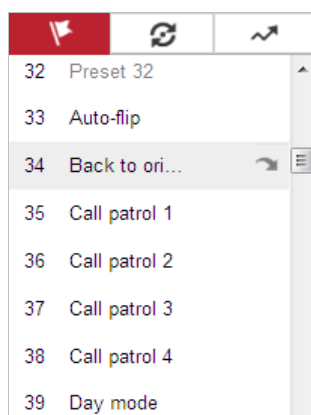 32 Preset 32
33 Auto-flip
34 Back to ori...
35 Call patrol 1
36 Call patrol 2
37 Call patrol 3
38 Call patrol 4
39 Day mode